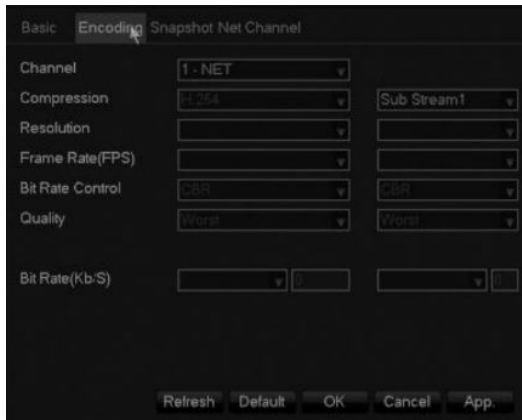 Basic Encoding Snapshot Net Channel
Channel 1 - NET
Compression H.264 Sub Stream1
Resolution
Frame Rate(FPS)
Bit Rate Control CBR CBR
Quality Worst Worst
Bit Rate(Kb/S) 0 0
Refresh Default OK Cancel App.